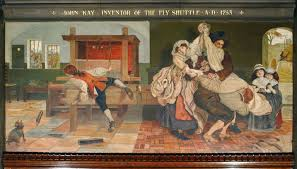 JOHN KAY · INVENTOR OF THE FLY SHUTTLE · A·D· 1753